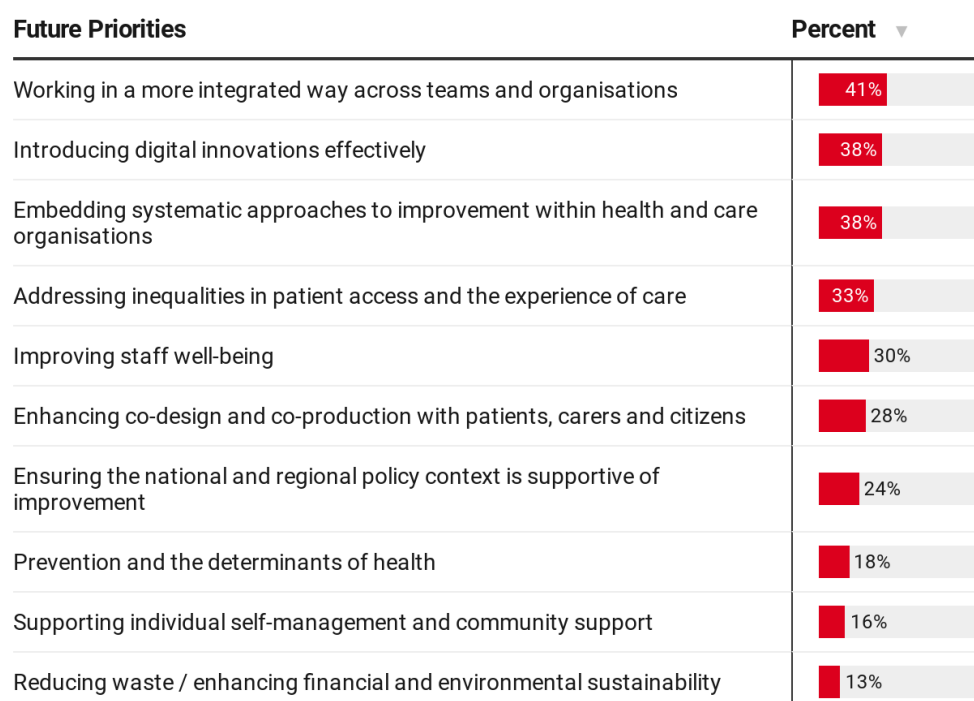 Future Priorities
Percent ▼
Working in a more integrated way across teams and organisations
41%
Introducing digital innovations effectively
38%
Embedding systematic approaches to improvement within health and care
organisations
38%
Addressing inequalities in patient access and the experience of care
33%
Improving staff well-being
30%
Enhancing co-design and co-production with patients, carers and citizens
28%
Ensuring the national and regional policy context is supportive of
improvement
24%
Prevention and the determinants of health
18%
Supporting individual self-management and community support
16%
Reducing waste / enhancing financial and environmental sustainability
13%